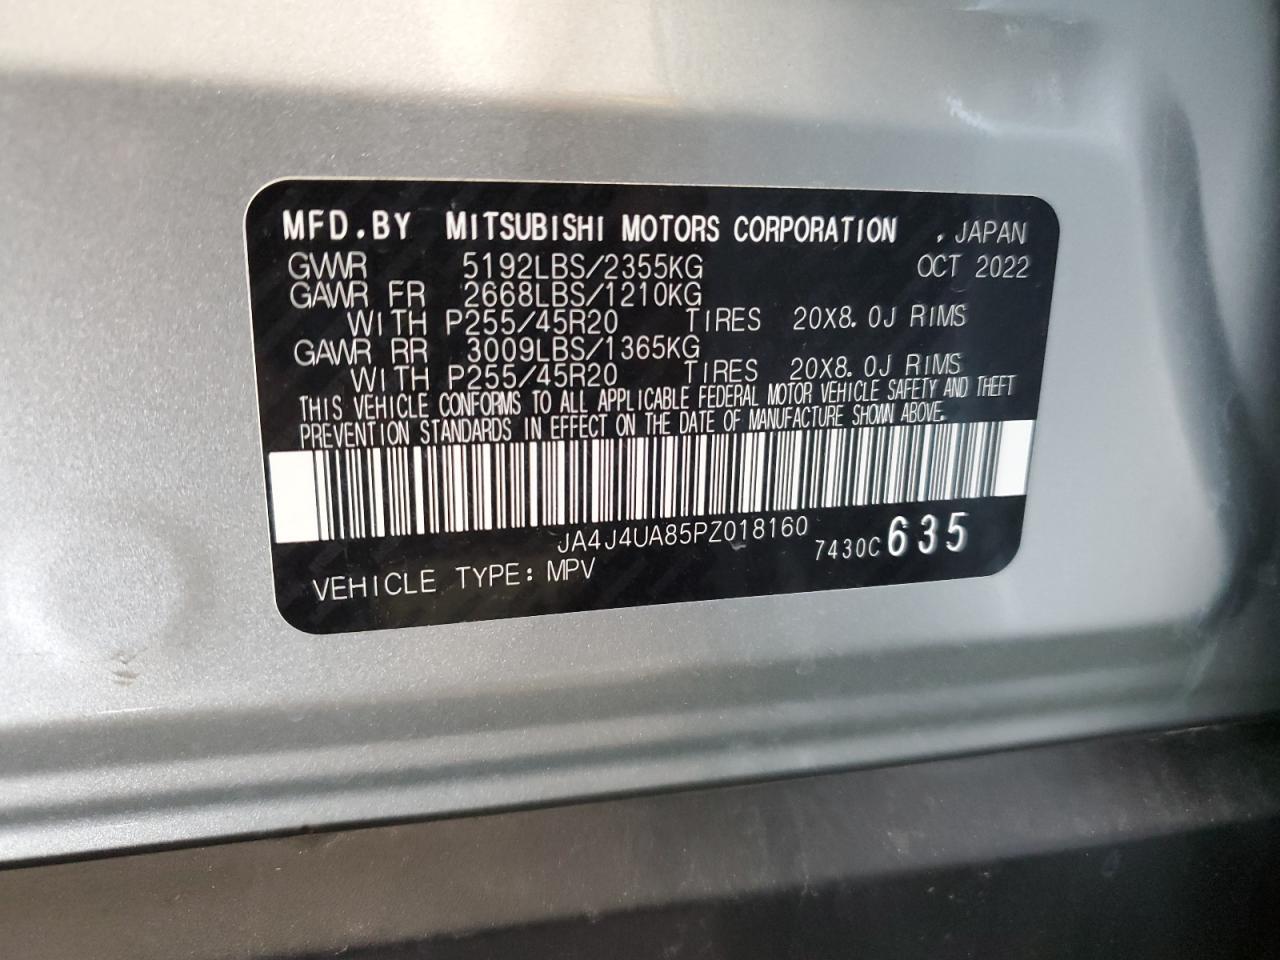 MFD.BY MITSUBISHI MOTORS CORPORATION , JAPAN
GVWR 5192LBS/2355KG OCT 2022
GAWR FR 2668LBS/1210KG
WITH P255/45R20 TIRES 20X8.0J RIMS
GAWR RR 3009LBS/1365KG
WITH P255/45R20 TIRES 20X8.0J RIMS
THIS VEHICLE CONFORMS TO ALL APPLICABLE FEDERAL MOTOR VEHICLE SAFETY AND THEFT
PREVENTION STANDARDS IN EFFECT ON THE DATE OF MANUFACTURE SHOWN ABOVE.
JA4J4UA85PZ018160 7430C635
VEHICLE TYPE: MPV